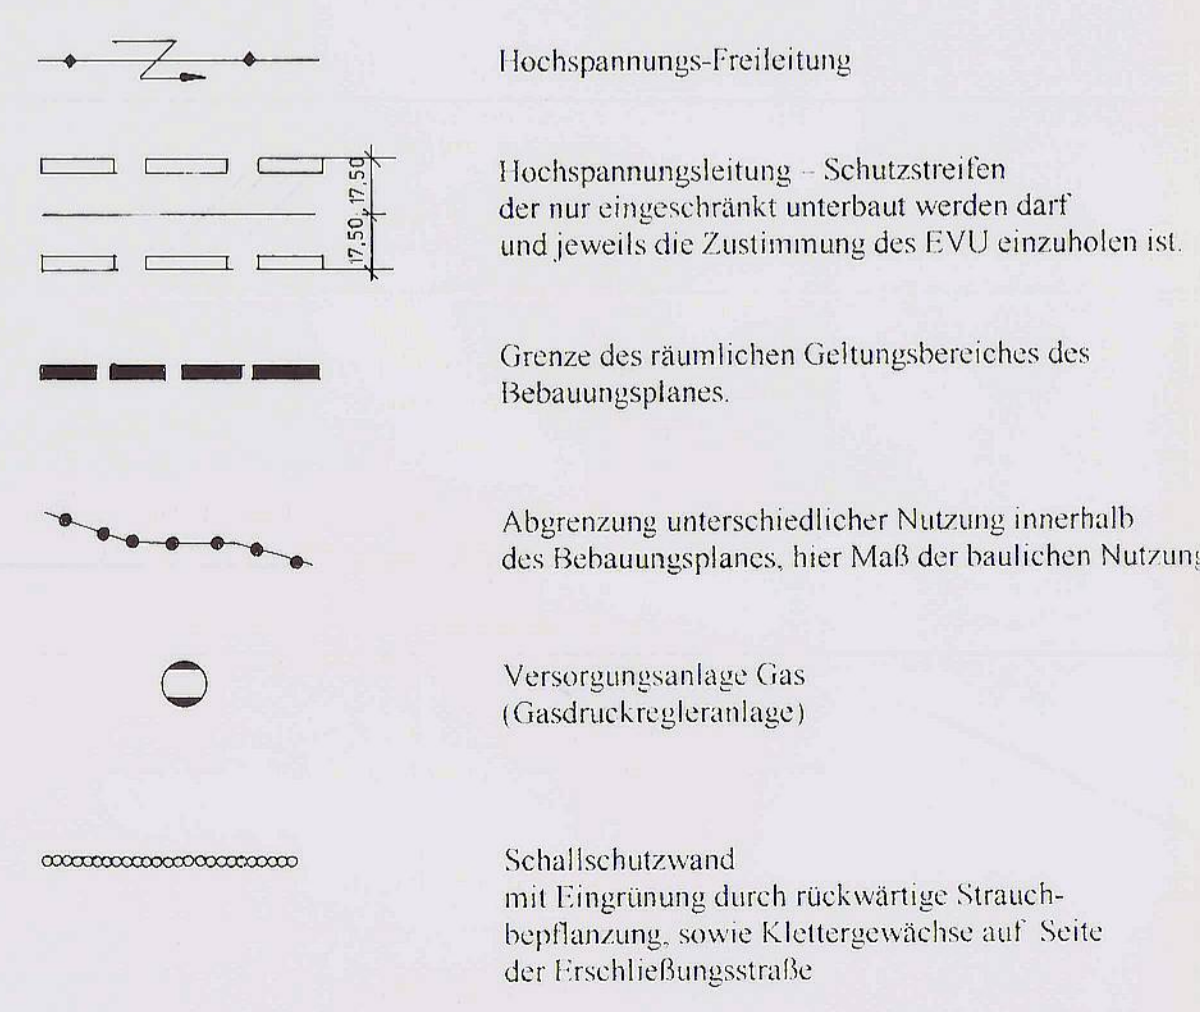 Hochspannungs-Freileitung
17,50
17,50
Hochspannungsleitung – Schutzstreifen
der nur eingeschränkt unterbaut werden darf
und jeweils die Zustimmung des EVU einzuholen ist.
Grenze des räumlichen Geltungsbereiches des
Bebauungsplanes.
Abgrenzung unterschiedlicher Nutzung innerhalb
des Bebauungsplanes, hier Maß der baulichen Nutzung
Versorgungsanlage Gas
(Gasdruckregleranlage)
Schallschutzwand
mit Eingrünung durch rückwärtige Strauch-
bepflanzung, sowie Klettergewächse auf Seite
der Erschließungsstraße